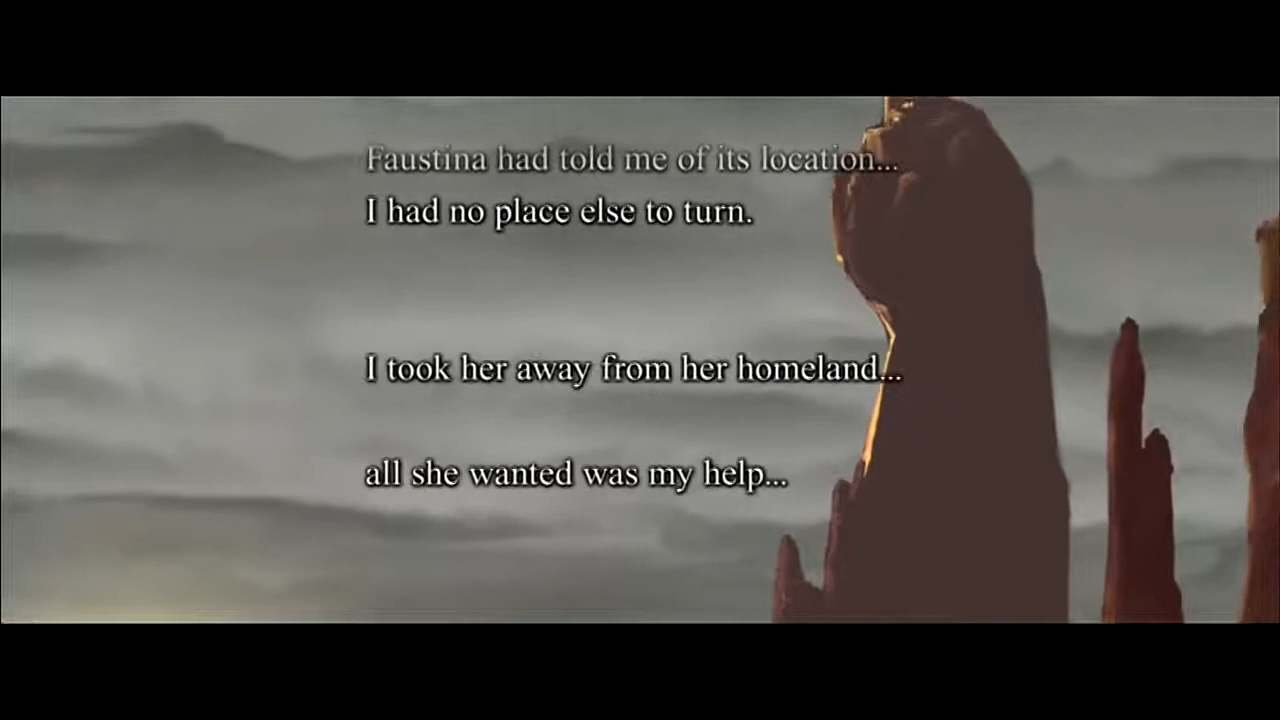 Faustina had told me of its location...
I had no place else to turn.
I took her away from her homeland...
all she wanted was my help...